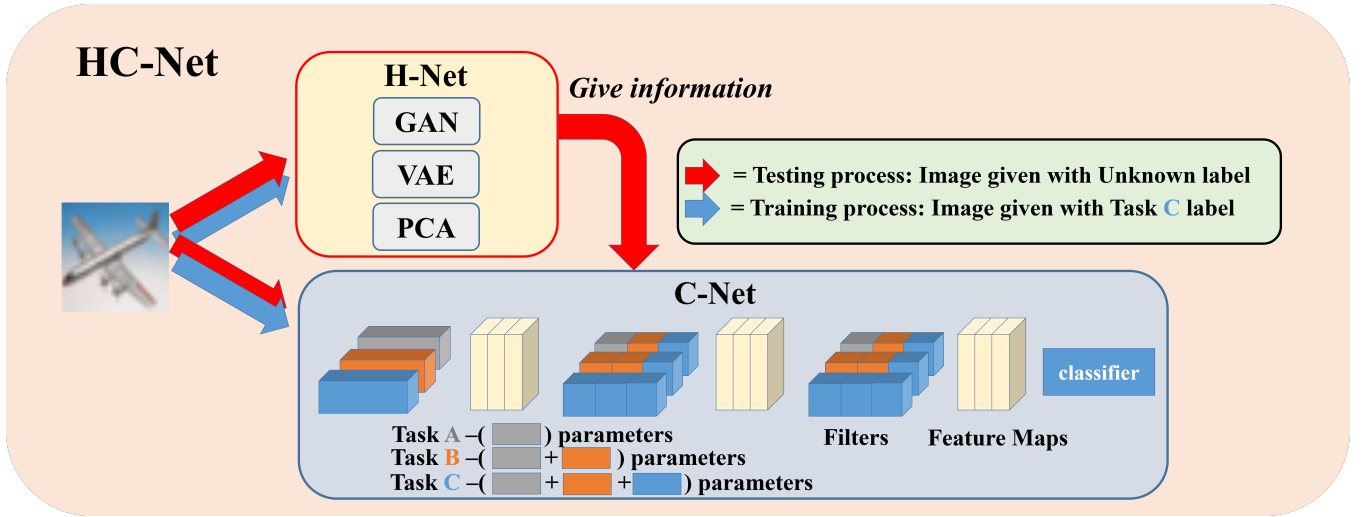 HC-Net
H-Net
GAN
VAE
PCA
Give information
= Testing process: Image given with Unknown label
= Training process: Image given with Task C label
C-Net
classifier
Filters
Feature Maps
Task A –( ) parameters
Task B –( + ) parameters
Task C –( + + ) parameters